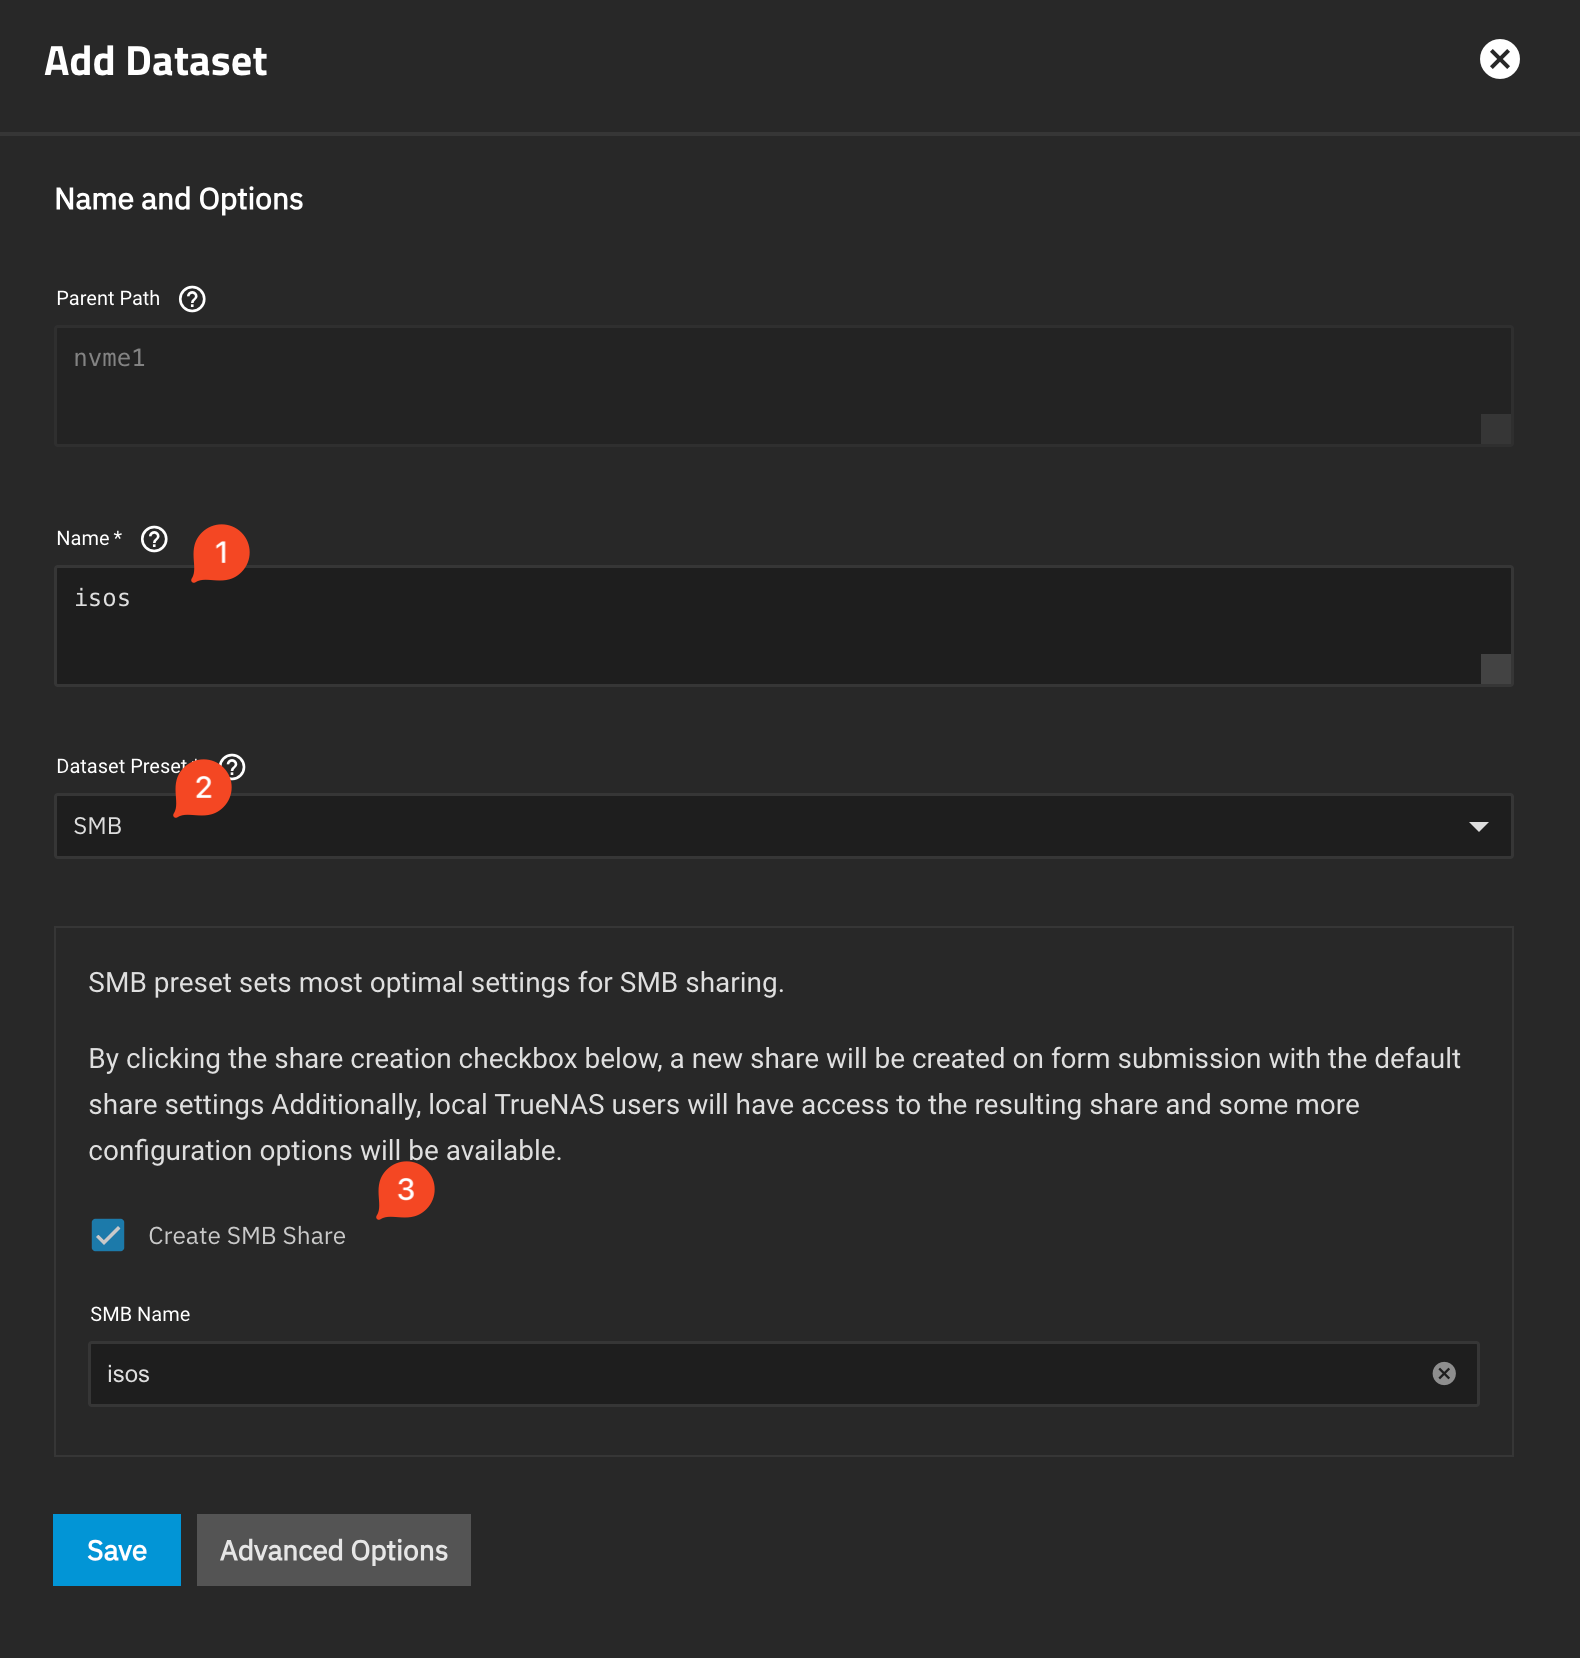 Add Dataset
Name and Options
Parent Path
nvme1
Name *
1
isos
Dataset Preset
2
SMB
SMB preset sets most optimal settings for SMB sharing.
By clicking the share creation checkbox below, a new share will be created on form submission with the default
share settings Additionally, local TrueNAS users will have access to the resulting share and some more
configuration options will be available.
3
Create SMB Share
SMB Name
isos
Save
Advanced Options